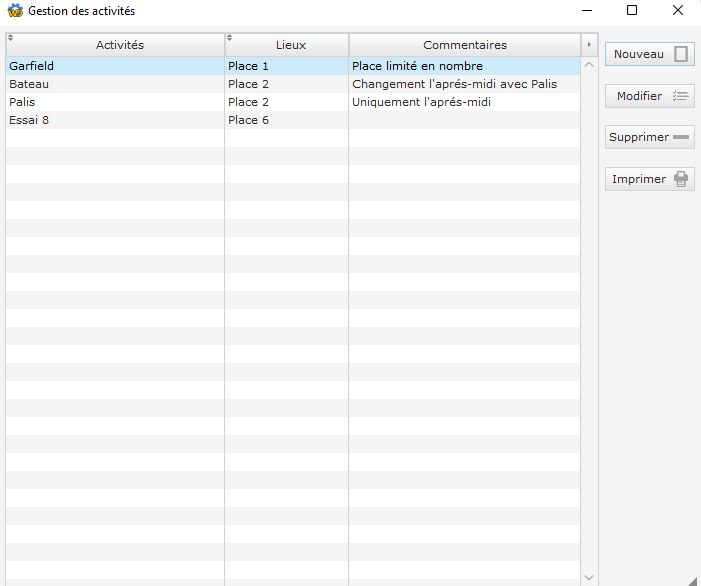 Gestion des activités
Activités Lieux Commentaires
Garfield Place 1 Place limité en nombre
Bateau Place 2 Changement l'aprés-midi avec Palis
Palis Place 2 Uniquement l'aprés-midi
Essai 8 Place 6
Nouveau
Modifier
Supprimer
Imprimer